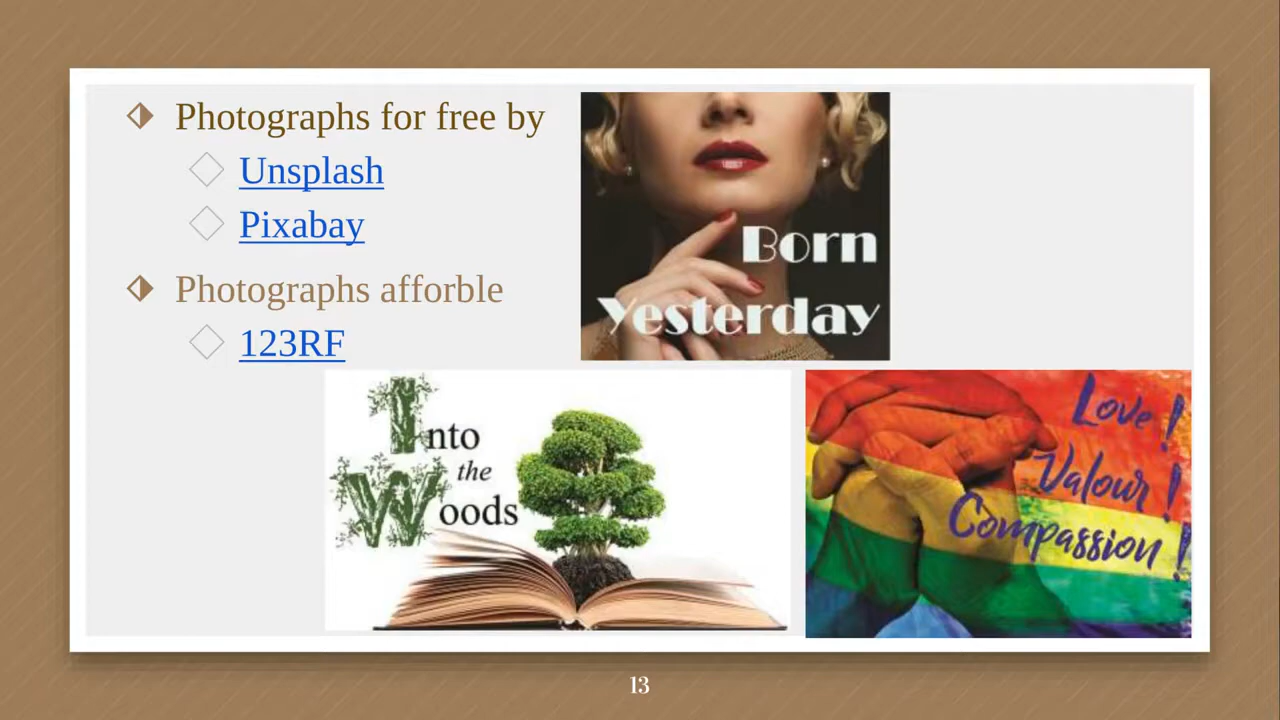 Photographs for free by
Unsplash
Pixabay
Photographs afforble
123RF
Born
Yesterday
Into
the
Woods
Love !
Valour !
Compassion !
13